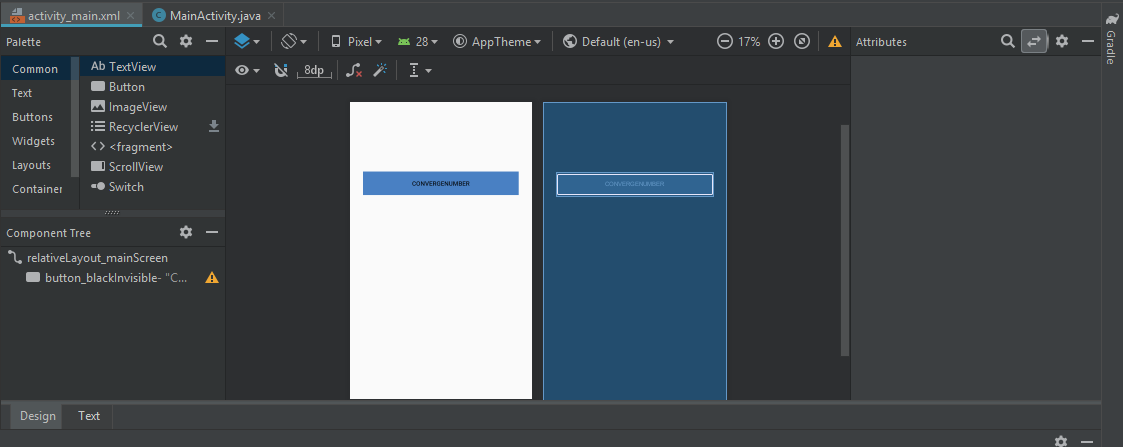 activity_main.xml
MainActivity.java
Palette
Pixel
28
AppTheme
Default (en-us)
17%
Attributes
Gradle
Common
Text
Buttons
Widgets
Layouts
Container
Ab TextView
Button
ImageView
RecyclerView
<fragment>
ScrollView
Switch
8dp
CONVERGENUMBER
CONVERGENUMBER
Component Tree
relativeLayout_mainScreen
button_blackInvisible- "C...
Design
Text